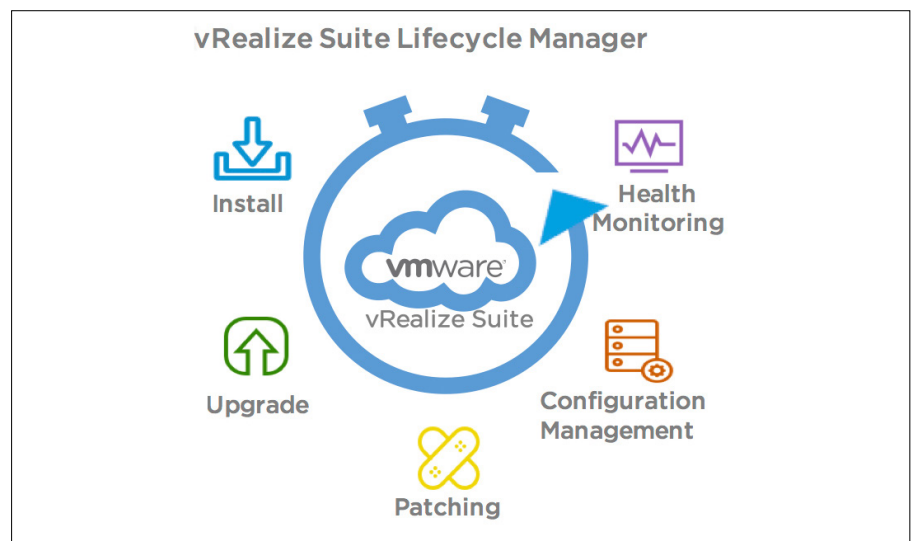 vRealize Suite Lifecycle Manager
Install
Health
Monitoring
vmware
vRealize Suite
Upgrade
Configuration
Management
Patching